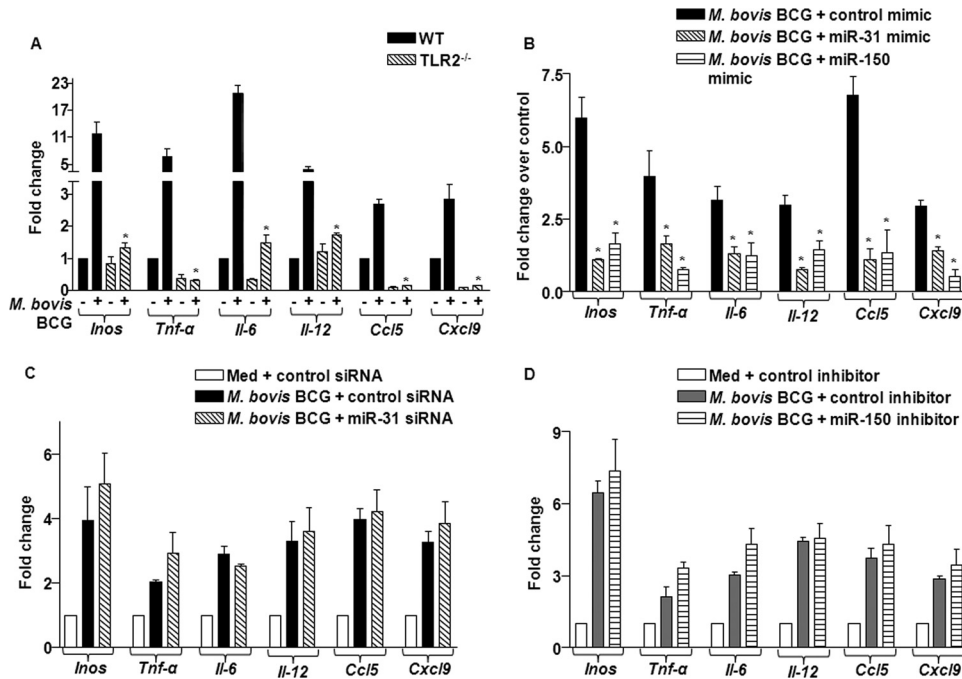 A
WT
TLR2-/-
Fold change
23
17
11
5
3
2
1
0
* * * * * *
- + - + - + - + - + - + - + - + - + - + - + - +
M. bovis
BCG
Inos Tnf-α Il-6 Il-12 Ccl5 Cxcl9
B
M. bovis BCG + control mimic
M. bovis BCG + miR-31 mimic
M. bovis BCG + miR-150
mimic
Fold change over control
7.5
5.0
2.5
0.0
* * * * * * * * * * * *
Inos Tnf-α Il-6 Il-12 Ccl5 Cxcl9
C
Med + control siRNA
M. bovis BCG + control siRNA
M. bovis BCG + miR-31 siRNA
Fold change
6
4
2
0
Inos Tnf-α Il-6 Il-12 Ccl5 Cxcl9
D
Med + control inhibitor
M. bovis BCG + control inhibitor
M. bovis BCG + miR-150 inhibitor
Fold change
9
6
3
0
Inos Tnf-α Il-6 Il-12 Ccl5 Cxcl9